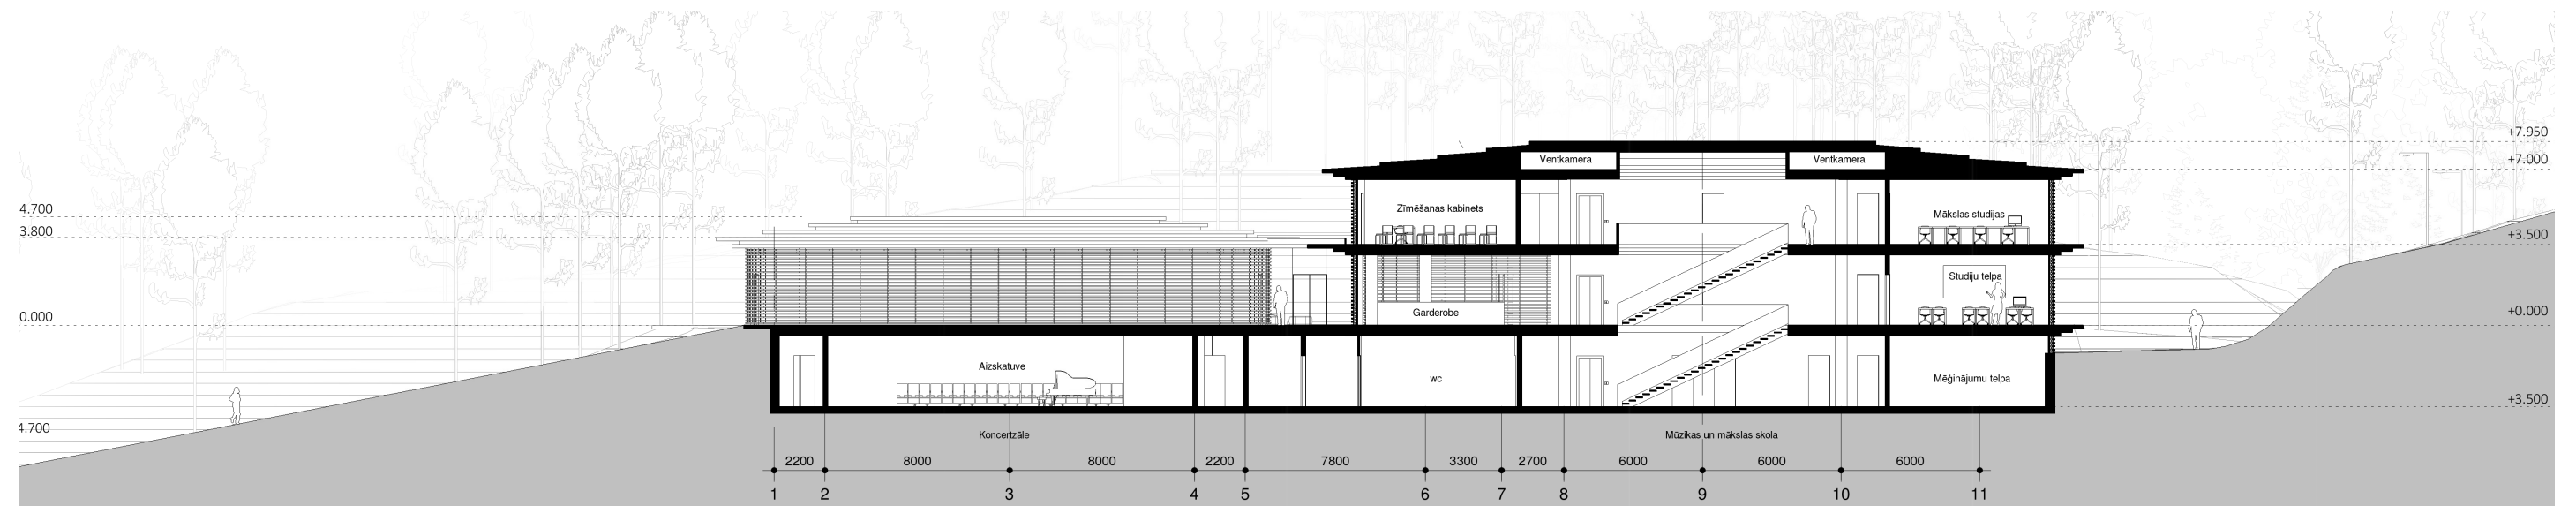 +7.950
Ventkamera
Ventkamera
+7.000
4.700
Zīmēšanas kabinets
Mākslas studijas
3.800
+3.500
Studiju telpa
0.000
Garderobe
+0.000
Aizskatuve
wc
Mēģinājumu telpa
+3.500
4.700
Koncertzāle
Mūzikas un mākslas skola
2200 8000 8000 2200 7800 3300 2700 6000 6000 6000
1 2 3 4 5 6 7 8 9 10 11